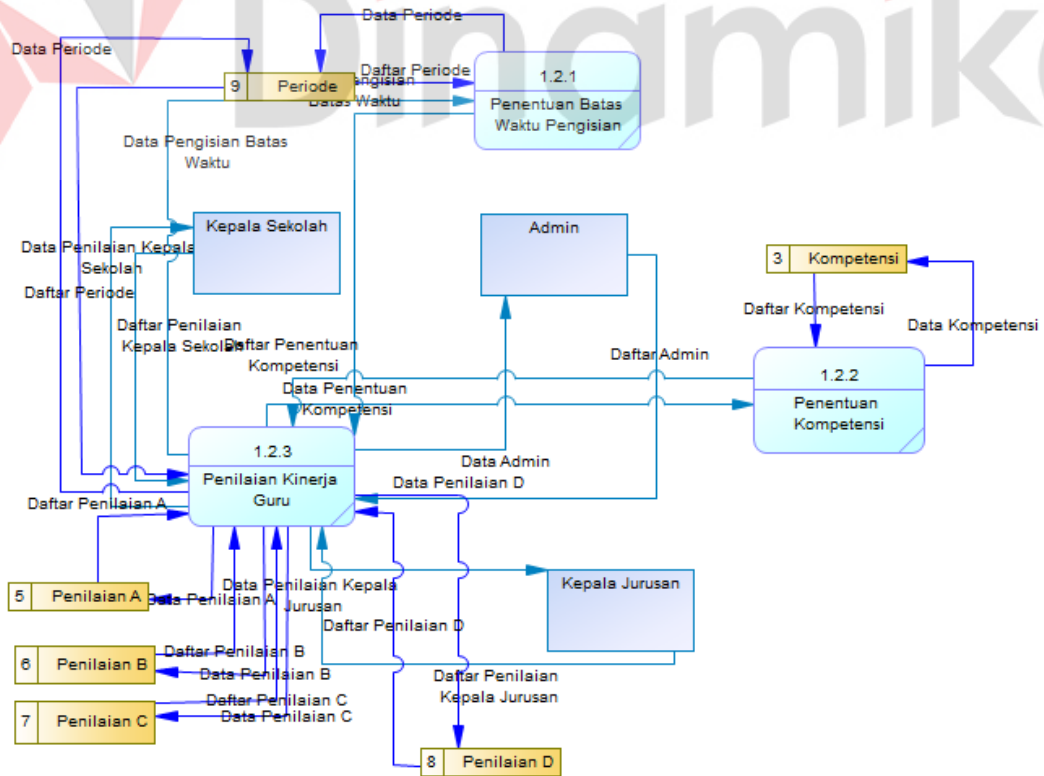 Dinamika
Data Periode
Data Periode
Daftar Periode
9 Periode
Pengisian
Batas Waktu
1.2.1
Penentuan Batas
Waktu Pengisian
Data Pengisian Batas
Waktu
Kepala Sekolah
Admin
Data Penilaian Kepala
Sekolah
3 Kompetensi
Daftar Periode
Daftar Kompetensi
Data Kompetensi
Daftar Penilaian
Kepala Sekolah
Daftar Penentuan
Kompetensi
Daftar Admin
1.2.2
Penentuan
Kompetensi
Data Penentuan
Kompetensi
1.2.3
Penilaian Kinerja
Guru
Data Admin
Data Penilaian D
Daftar Penilaian A
5 Penilaian A
Data Penilaian A
Data Penilaian Kepala
Jurusan
Kepala Jurusan
Daftar Penilaian D
6 Penilaian B
Daftar Penilaian B
Data Penilaian B
Daftar Penilaian
Kepala Jurusan
7 Penilaian C
Daftar Penilaian C
Data Penilaian C
8 Penilaian D